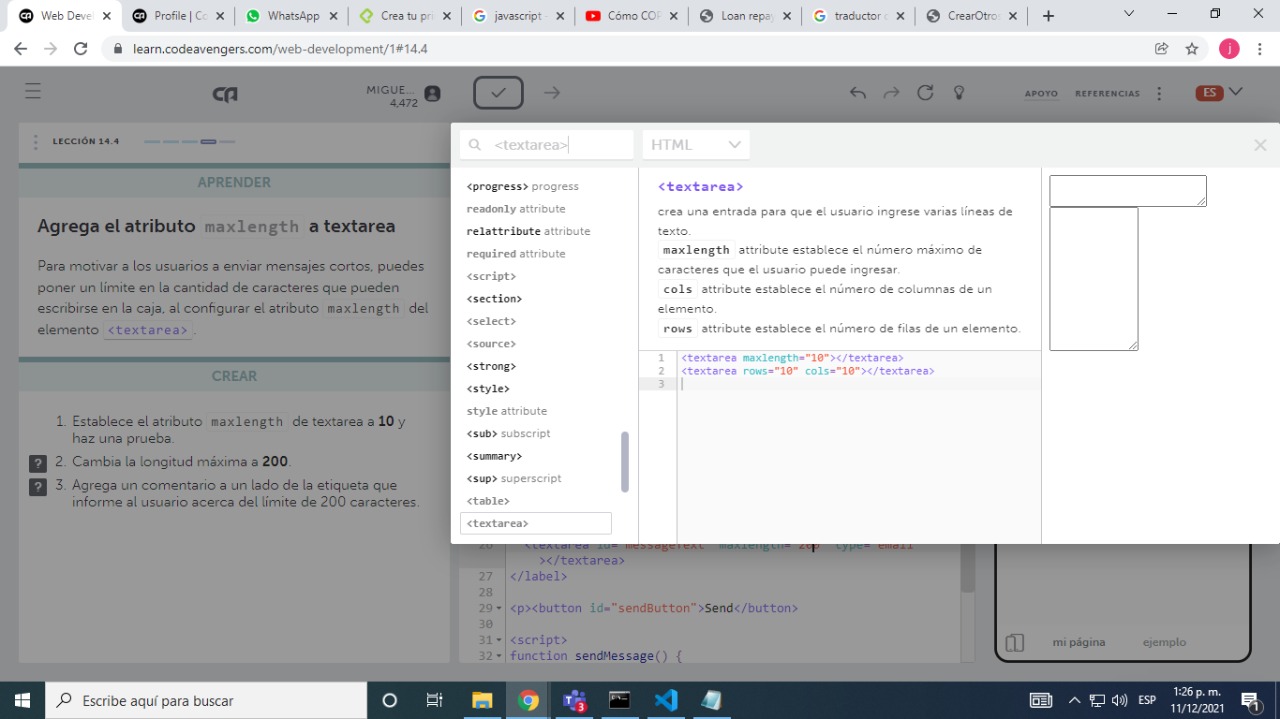 Web Devel
Profile | Co
WhatsApp
Crea tu pri
javascript -
Cómo COP
Loan repay
traductor d
CrearOtros
learn.codeavengers.com/web-development/1#14.4
j
MIGUE...
4,472
APOYO
REFERENCIAS
ES
LECCIÓN 14.4
APRENDER
Agrega el atributo maxlength a textarea
Para motivar a los usuarios a enviar mensajes cortos, puedes
poner un límite en la cantidad de caracteres que pueden
escribirse en la caja, al configurar el atributo maxlength del
elemento <textarea>.
CREAR
1. Establece el atributo maxlength de textarea a 10 y
haz una prueba.
? 2. Cambia la longitud máxima a 200.
? 3. Agrega un comentario a un lado de la etiqueta que
informe al usuario acerca del límite de 200 caracteres.
<textarea>
HTML
<progress> progress
readonly attribute
relattribute attribute
required attribute
<script>
<section>
<select>
<source>
<strong>
<style>
style attribute
<sub> subscript
<summary>
<sup> superscript
<table>
<textarea>
<textarea>
crea una entrada para que el usuario ingrese varias líneas de
texto.
maxlength attribute establece el número máximo de
caracteres que el usuario puede ingresar.
cols attribute establece el número de columnas de un
elemento.
rows attribute establece el número de filas de un elemento.
1 <textarea maxlength="10"></textarea>
2 <textarea rows="10" cols="10"></textarea>
3
26 <textarea id="messageText" maxlength="200" type="email"
></textarea>
27 </label>
28
29 <p><button id="sendButton">Send</button>
30
31 <script>
32 function sendMessage() {
mi página
ejemplo
Escribe aquí para buscar
3
ESP
1:26 p. m.
11/12/2021
1